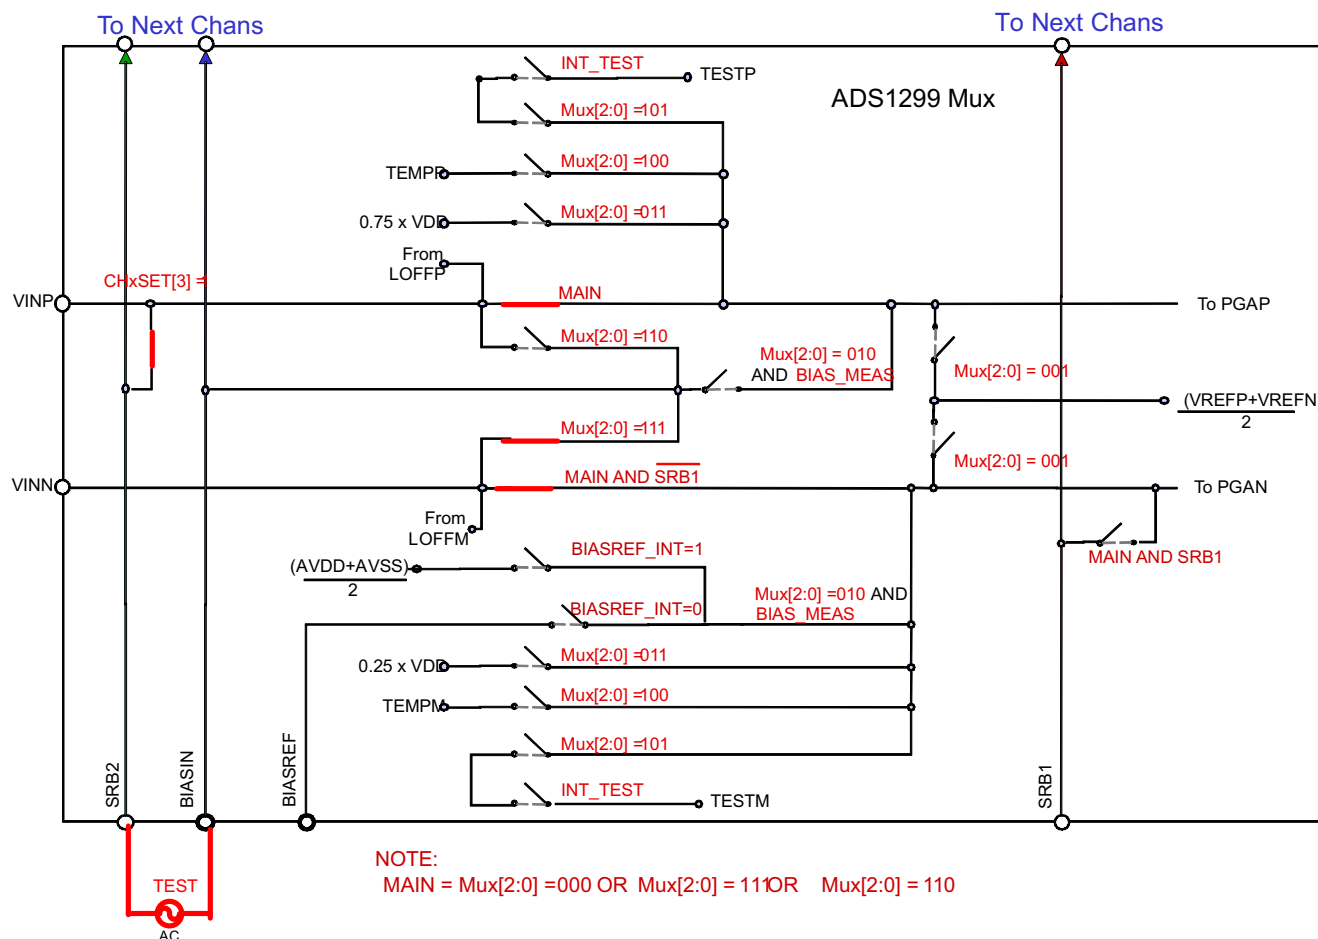 To Next Chans
To Next Chans
INT_TEST
TESTP
ADS1299 Mux
Mux[2:0] =101
TEMPP
Mux[2:0] =100
0.75 x VDD
Mux[2:0] =011
From
LOFFP
CHxSET[3] =1
VINP
MAIN
To PGAP
Mux[2:0] =110
Mux[2:0] = 010
AND BIAS_MEAS
Mux[2:0] = 001
(VREFP+VREFN
2
Mux[2:0] =111
Mux[2:0] = 001
MAIN AND SRB1
VINN
To PGAN
From
LOFFM
BIASREF_INT=1
MAIN AND SRB1
(AVDD+AVSS)
2
BIASREF_INT=0
Mux[2:0] =010 AND
BIAS_MEAS
0.25 x VDD
Mux[2:0] =011
TEMPM
Mux[2:0] =100
Mux[2:0] =101
INT_TEST
TESTM
SRB2
BIASIN
BIASREF
SRB1
NOTE:
MAIN = Mux[2:0] =000 OR Mux[2:0] = 111OR Mux[2:0] = 110
TEST
AC